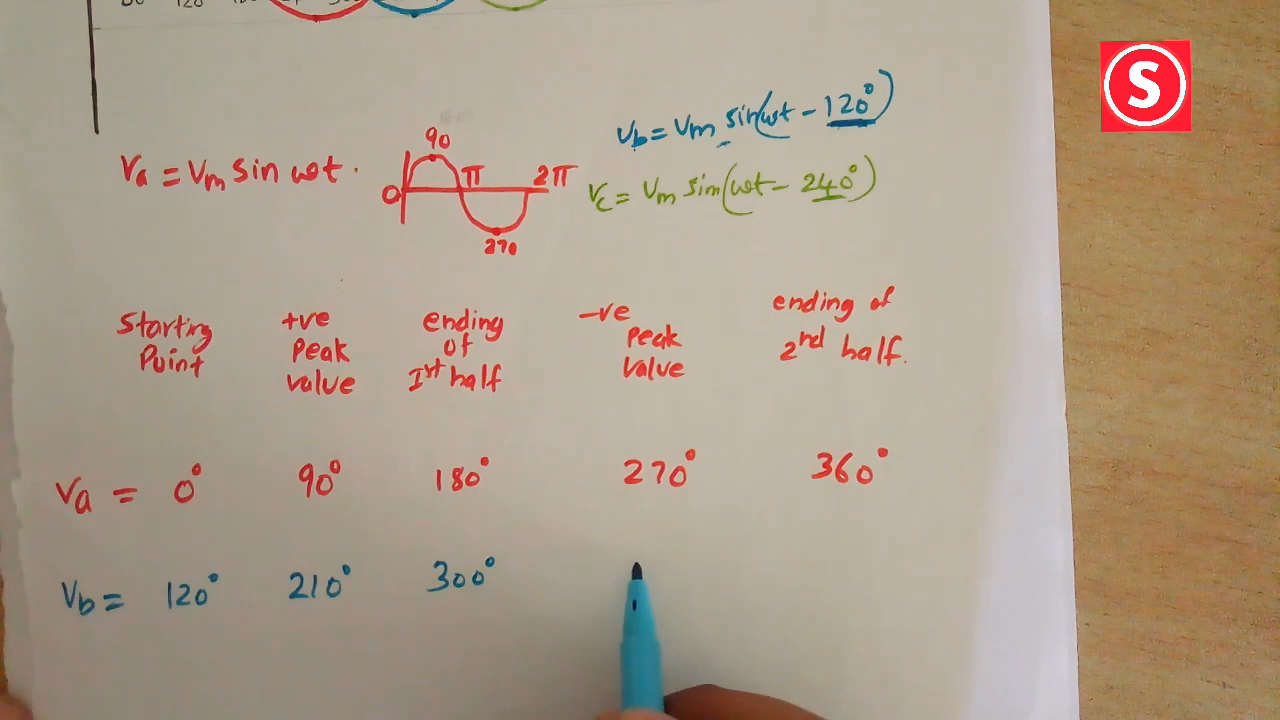 120
Va = Vm sin ωt.
90
0
π
2π
270
Vb = Vm sin(ωt - 120°)
Vc = Vm sin(ωt - 240°)
Starting
Point
+ve
Peak
value
ending
of
Ist half
-ve
Peak
value
ending of
2nd half.
Va = 0° 90° 180° 270° 360°
Vb = 120° 210° 300°
S